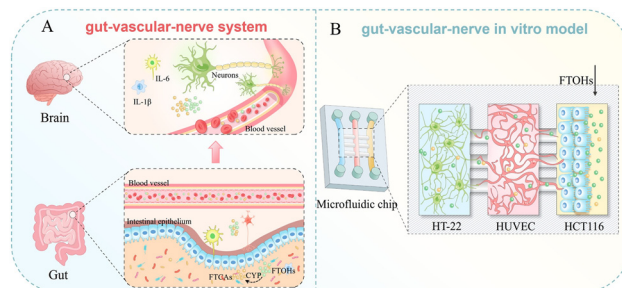 A
gut-vascular-nerve system
IL-6
IL-1β
Neurons
FTCAs
Blood vessel
Brain
Blood vessel
Intestinal epithelium
FTCAs
CYP
FTOHs
Gut
B
gut-vascular-nerve in vitro model
FTOHs
Microfluidic chip
HT-22
HUVEC
HCT116